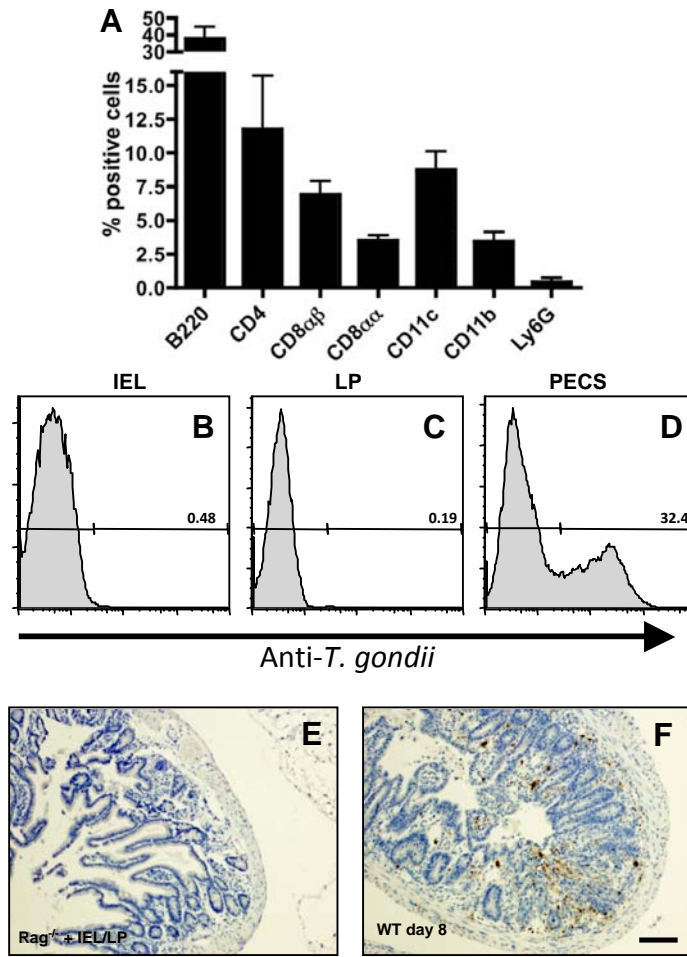 A
% positive cells
50
40
30
15.0
12.5
10.0
7.5
5.0
2.5
0.0
B220
CD4
CD8αβ
CD8αα
CD11c
CD11b
Ly6G
IEL
LP
PECS
B
C
D
0.48
0.19
32.4
Anti-T. gondii
E
F
Rag-/- + IEL/LP
WT day 8